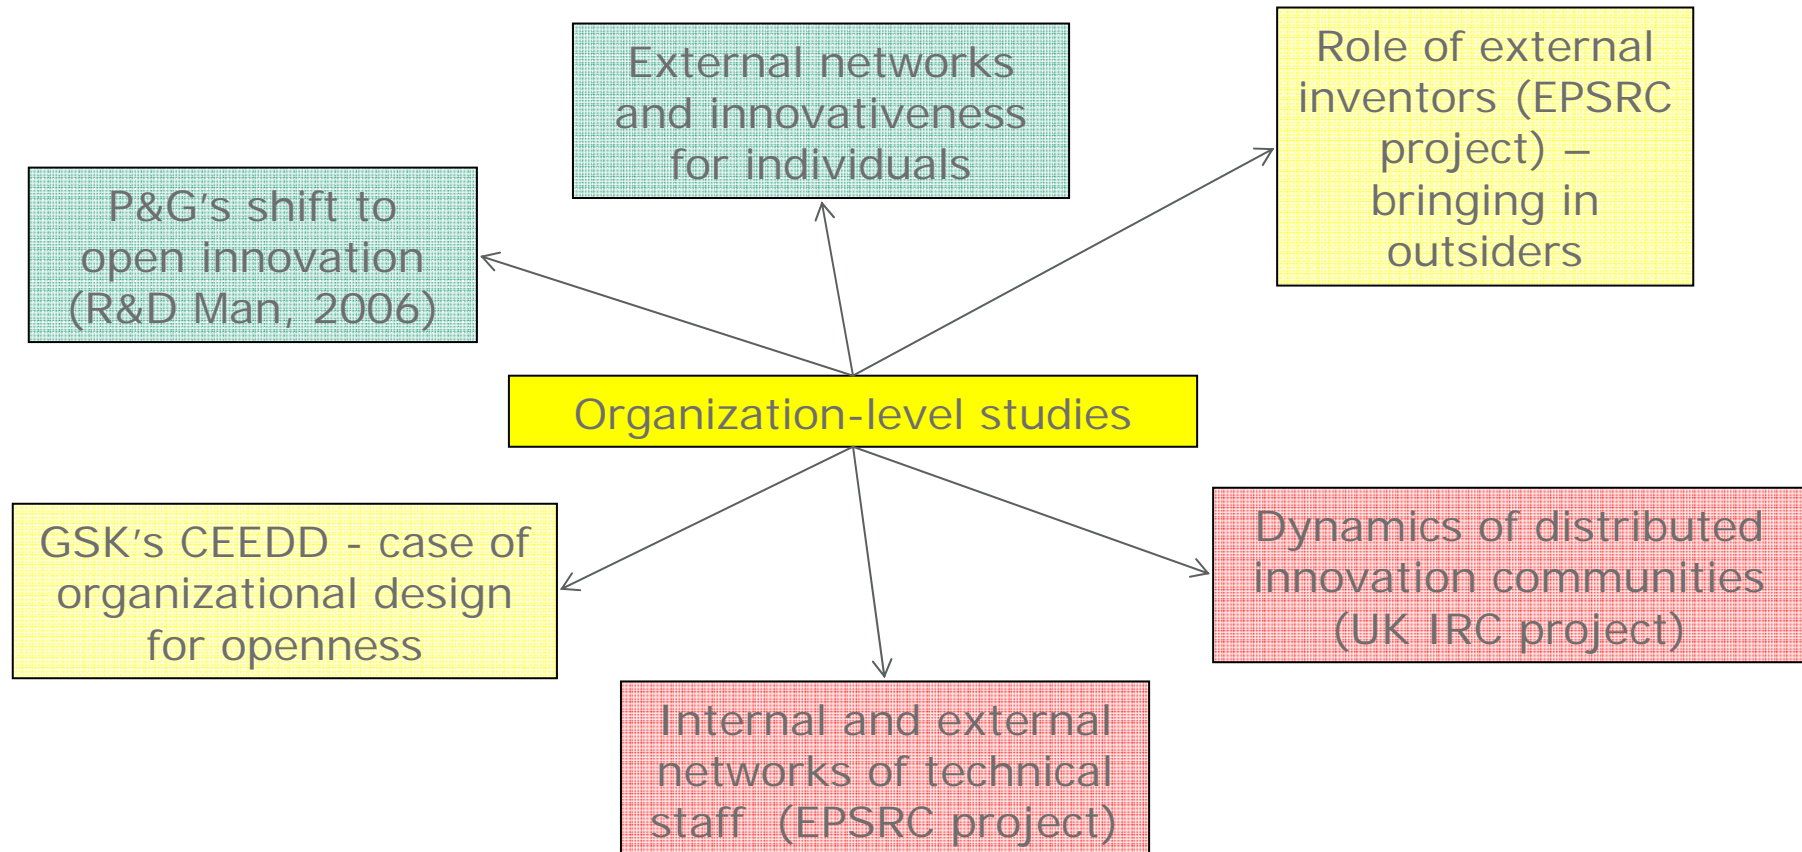 External networks
and innovativeness
for individuals
Role of external
inventors (EPSRC
project) –
bringing in
outsiders
P&G’s shift to
open innovation
(R&D Man, 2006)
Organization-level studies
GSK’s CEEDD - case of
organizational design
for openness
Dynamics of distributed
innovation communities
(UK IRC project)
Internal and external
networks of technical
staff (EPSRC project)